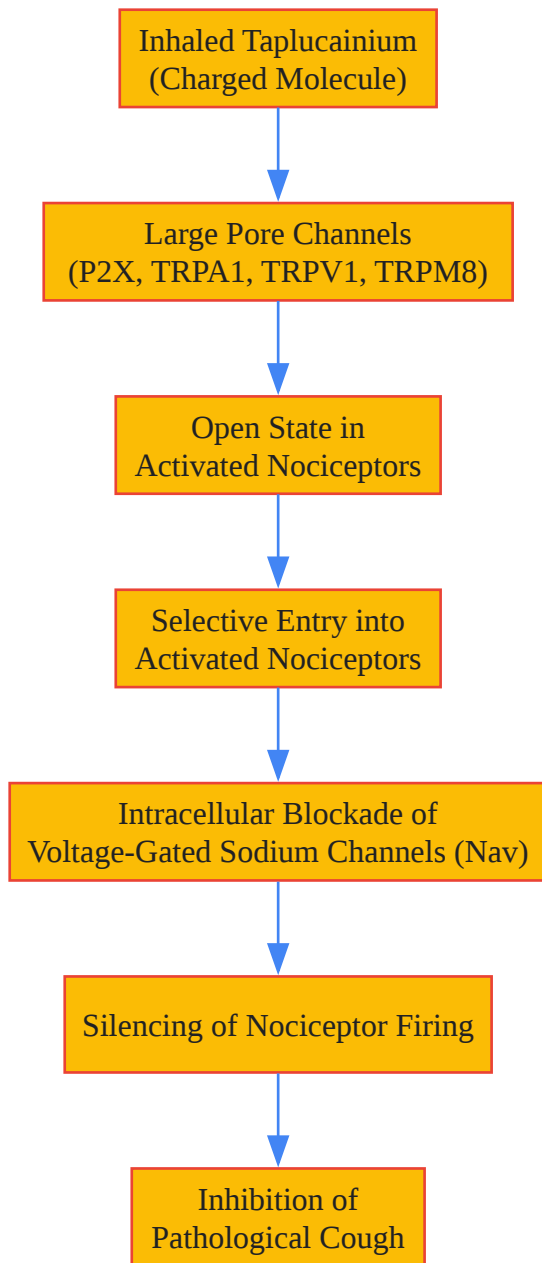 Inhaled Taplucainium
(Charged Molecule)
Large Pore Channels
(P2X, TRPA1, TRPV1, TRPM8)
Open State in
Activated Nociceptors
Selective Entry into
Activated Nociceptors
Intracellular Blockade of
Voltage-Gated Sodium Channels (Nav)
Silencing of Nociceptor Firing
Inhibition of
Pathological Cough